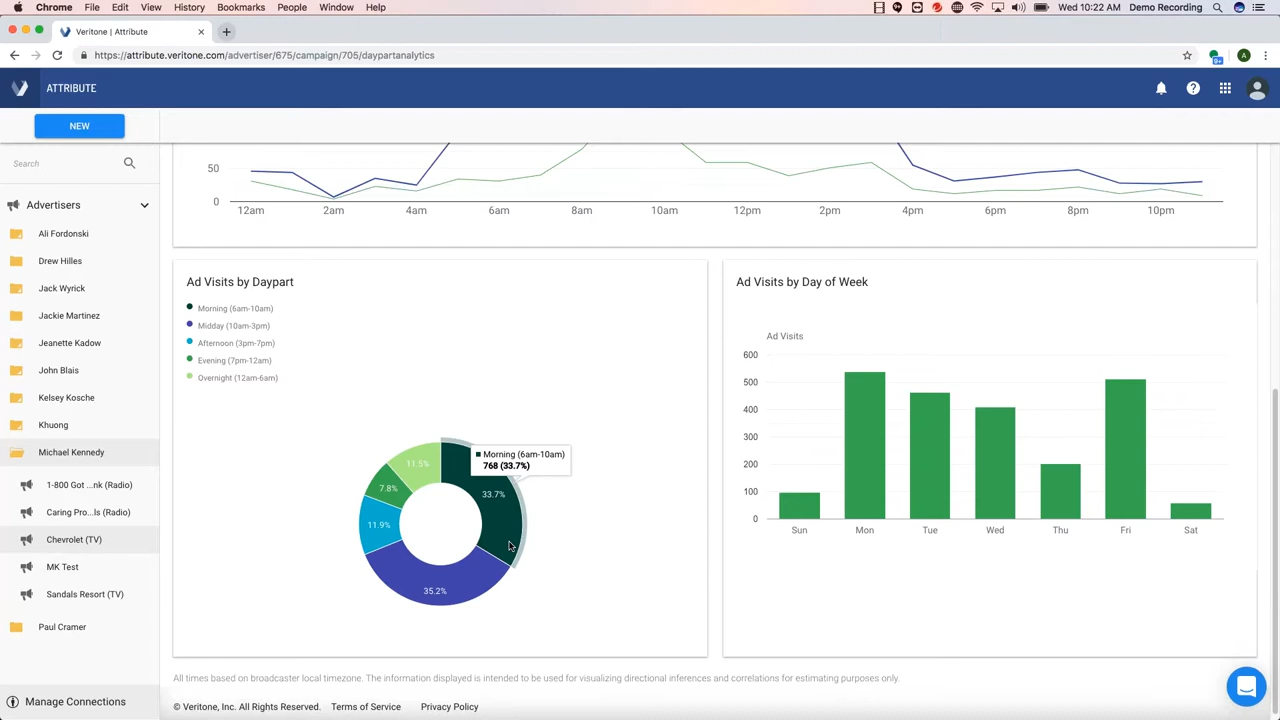 Chrome File Edit View History Bookmarks People Window Help Wed 10:22 AM Demo Recording
Veritone | Attribute
https://attribute.veritone.com/advertiser/675/campaign/705/daypartanalytics
9+ A
ATTRIBUTE
NEW
Search
Advertisers
Ali Fordonski
Drew Hilles
Jack Wyrick
Jackie Martinez
Jeanette Kadow
John Blais
Kelsey Kosche
Khuong
Michael Kennedy
1-800 Got ...nk (Radio)
Caring Pro...ls (Radio)
Chevrolet (TV)
MK Test
Sandals Resort (TV)
Paul Cramer
Manage Connections
50
0
12am 2am 4am 6am 8am 10am 12pm 2pm 4pm 6pm 8pm 10pm
Ad Visits by Daypart
Morning (6am-10am)
Midday (10am-3pm)
Afternoon (3pm-7pm)
Evening (7pm-12am)
Overnight (12am-6am)
Morning (6am-10am)
768 (33.7%)
11.5%
7.8%
33.7%
11.9%
35.2%
Ad Visits by Day of Week
Ad Visits
600
500
400
300
200
100
0
Sun Mon Tue Wed Thu Fri Sat
All times based on broadcaster local timezone. The information displayed is intended to be used for visualizing directional inferences and correlations for estimating purposes only.
© Veritone, Inc. All Rights Reserved. Terms of Service Privacy Policy